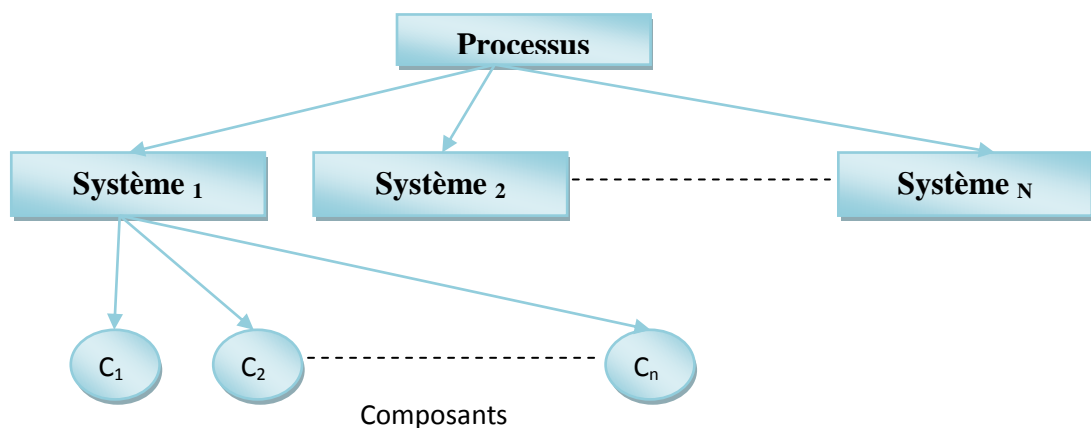 Processus
Système 1
Système 2
Système N
C1
C2
Cn
Composants